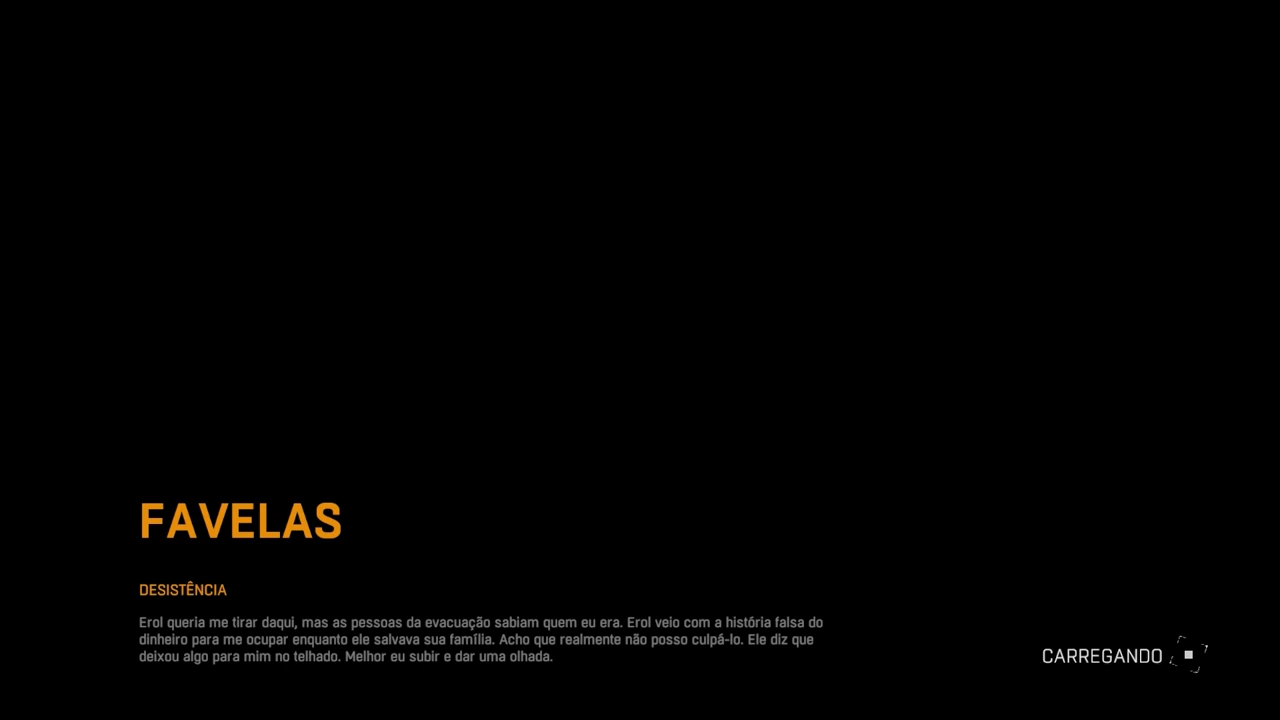 FAVELAS
DESISTÊNCIA
Erol queria me tirar daqui, mas as pessoas da evacuação sabiam quem eu era. Erol veio com a história falsa do
dinheiro para me ocupar enquanto ele salvava sua família. Acho que realmente não posso culpá-lo. Ele diz que
deixou algo para mim no telhado. Melhor eu subir e dar uma olhada.
CARREGANDO